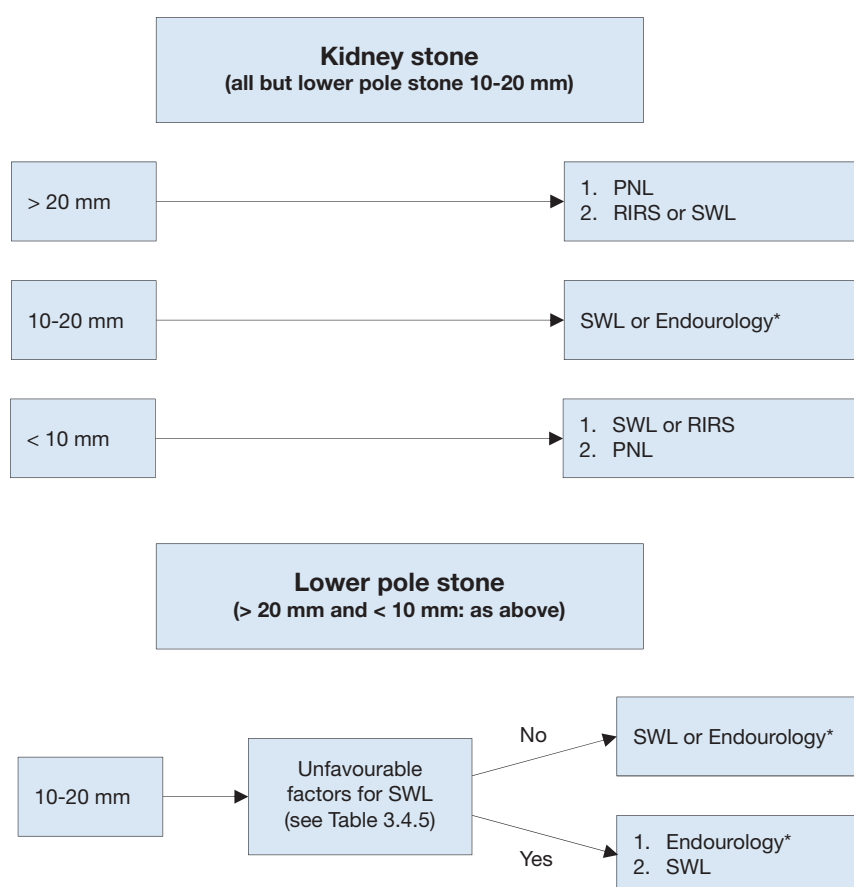 Kidney stone
(all but lower pole stone 10-20 mm)
> 20 mm
1. PNL
2. RIRS or SWL
10-20 mm
SWL or Endourology*
< 10 mm
1. SWL or RIRS
2. PNL
Lower pole stone
(> 20 mm and < 10 mm: as above)
10-20 mm
Unfavourable
factors for SWL
(see Table 3.4.5)
No
SWL or Endourology*
Yes
1. Endourology*
2. SWL